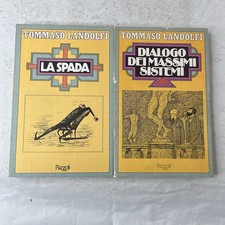 TOMMASO LANDOLFI
LA SPADA
Rizzoli
TOMMASO LANDOLFI
DIALOGO
DEI MASSIMI
SISTEMI
Rizzoli